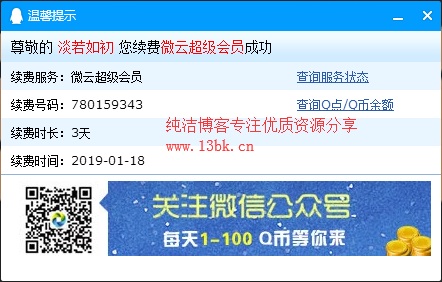 温馨提示
尊敬的 淡若如初 您续费微云超级会员成功
续费服务：微云超级会员 查询服务状态
续费号码：780159343 查询Q点/Q币余额
续费时长：3天
纯洁博客专注优质资源分享
www.13bk.cn
续费时间：2019-01-18
关注微信公众号
每天1-100 Q币等你来